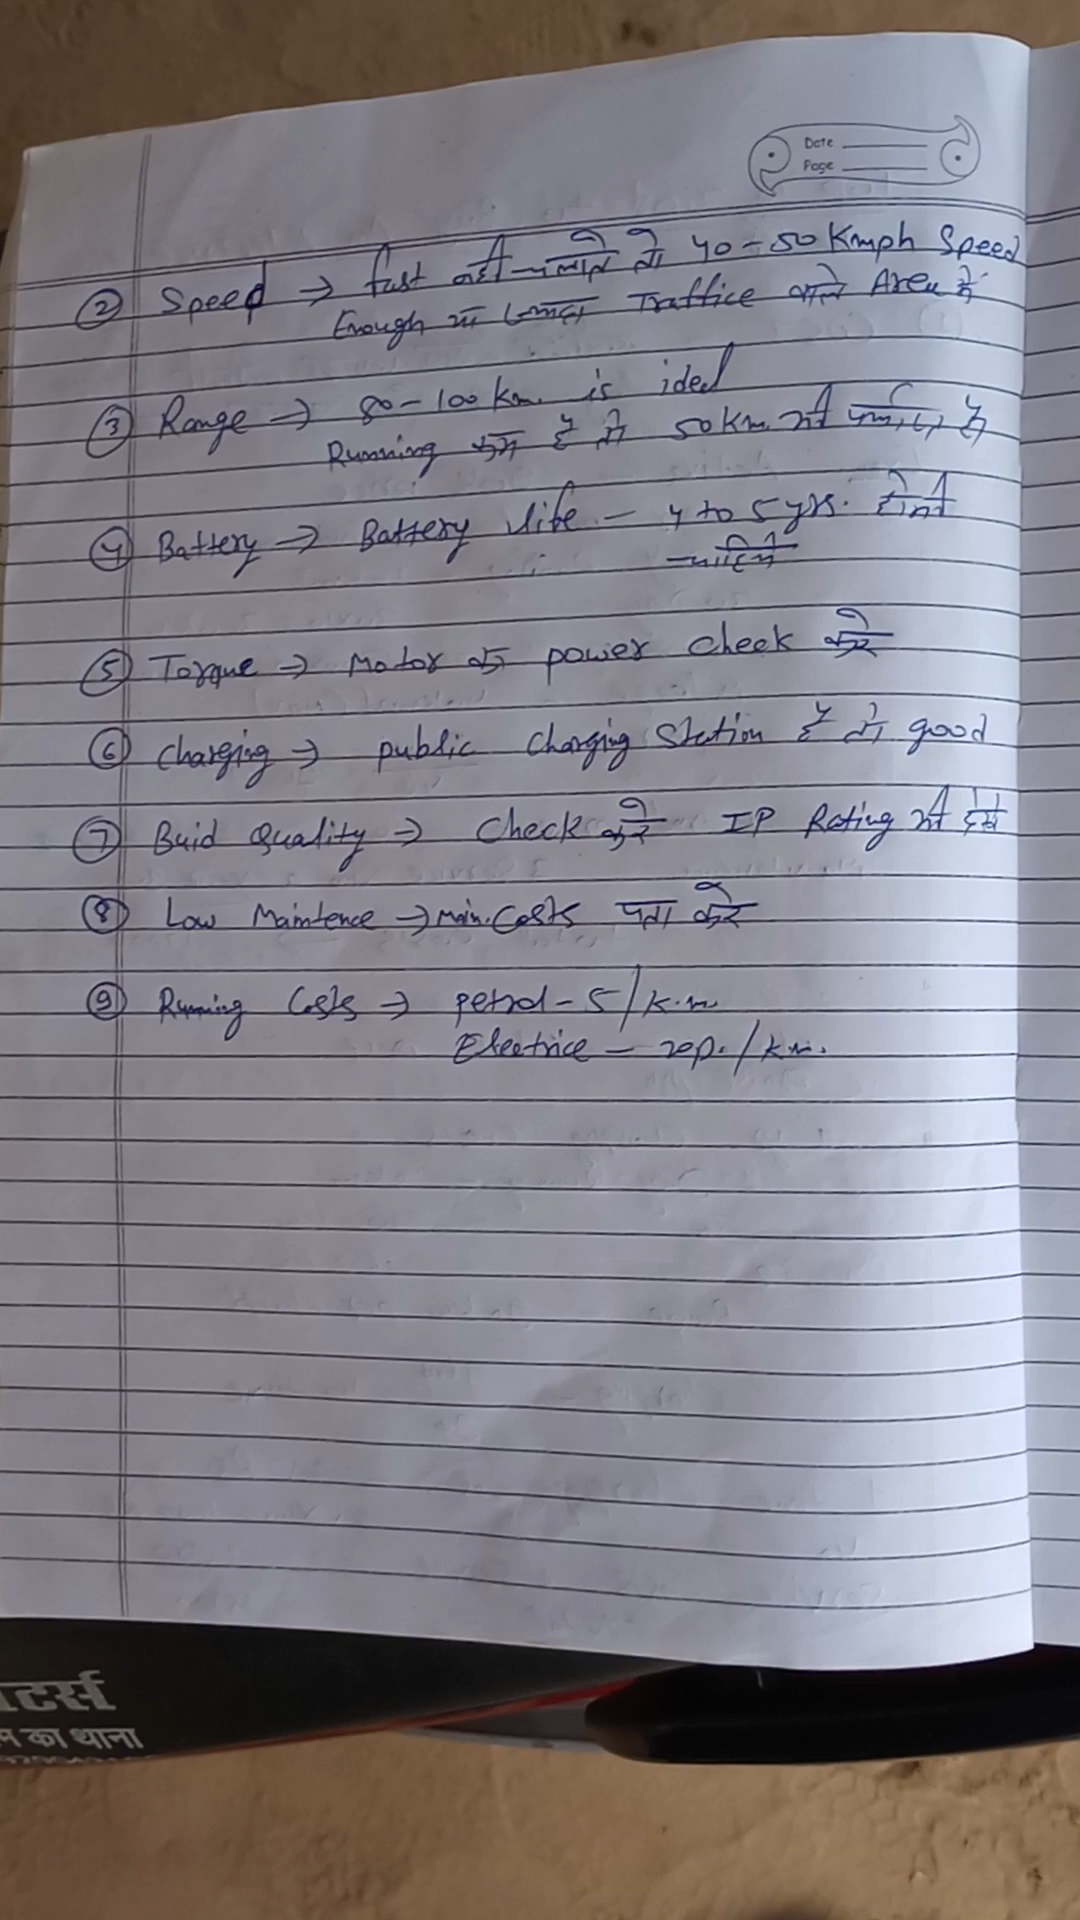 Date
Page
② Speed → fast नही चलाने तो 40-50 Kmph Speed
Enough या ज्यादा Traffice वाले Area में
③ Range → 80-100 Km. is ideal
Running कम है तो 50 Km. भी पर्याप्त है
④ Battery → Battery life - 4 to 5 yrs. होनी
चाहिये
⑤ Torque → Motor का power check करे
⑥ Charging → public Charging Station है तो good
⑦ Buid Quality → Check करे IP Rating भी देखे
⑧ Low Maintence → Main. Costs पता करे
⑨ Running Costs → petrol - 5/k.m
Electrice - 20p./km.
टर्स
म का थाना